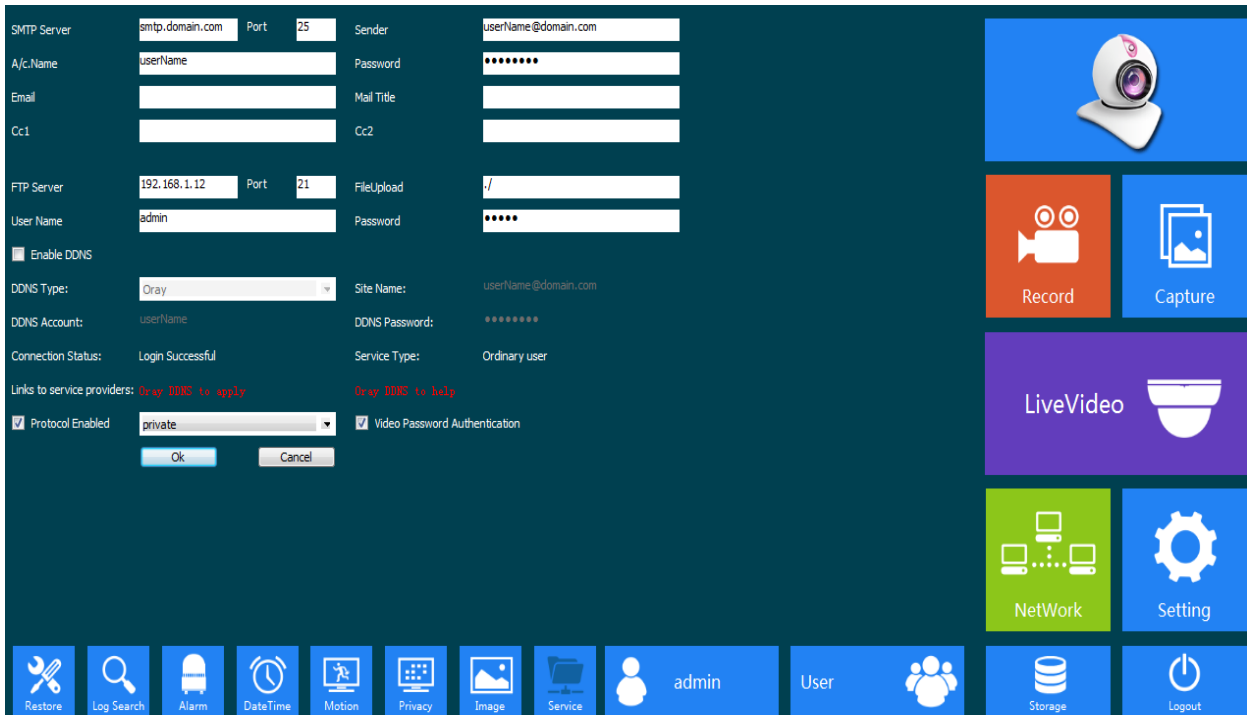 SMTP Server smtp.domain.com Port 25 Sender userName@domain.com
A/c.Name userName Password ●●●●●●●●
Email Mail Title
Cc1 Cc2
FTP Server 192.168.1.12 Port 21 FileUpload ./
User Name admin Password ●●●●●
Enable DDNS
DDNS Type: Oray Site Name: userName@domain.com
DDNS Account: userName DDNS Password: ●●●●●●●●
Connection Status: Login Successful Service Type: Ordinary user
Links to service providers: Oray DDNS to apply Oray DDNS to help
Protocol Enabled private Video Password Authentication
Ok Cancel
Record Capture
LiveVideo
NetWork Setting
Restore Log Search Alarm DateTime Motion Privacy Image Service admin User Storage Logout